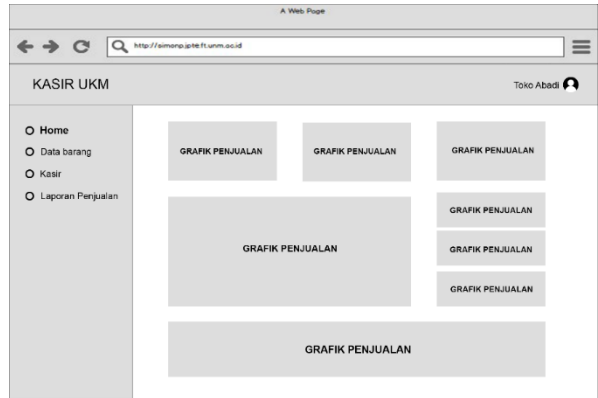 A Web Page
http://simonp.jpte.ft.unm.ac.id
KASIR UKM
Toko Abadi
Home
Data barang
Kasir
Laporan Penjualan
GRAFIK PENJUALAN
GRAFIK PENJUALAN
GRAFIK PENJUALAN
GRAFIK PENJUALAN
GRAFIK PENJUALAN
GRAFIK PENJUALAN
GRAFIK PENJUALAN
GRAFIK PENJUALAN